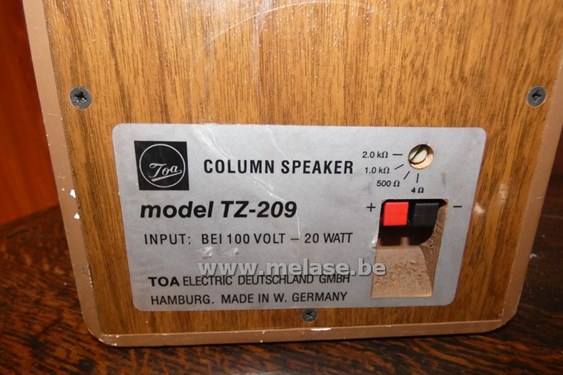 Toa
COLUMN SPEAKER
model TZ-209
INPUT: BEI 100 VOLT – 20 WATT
TOA ELECTRIC DEUTSCHLAND GMBH
HAMBURG. MADE IN W. GERMANY
2.0 kΩ
1.0 kΩ
500 Ω
4 Ω
+ –
www.melase.be